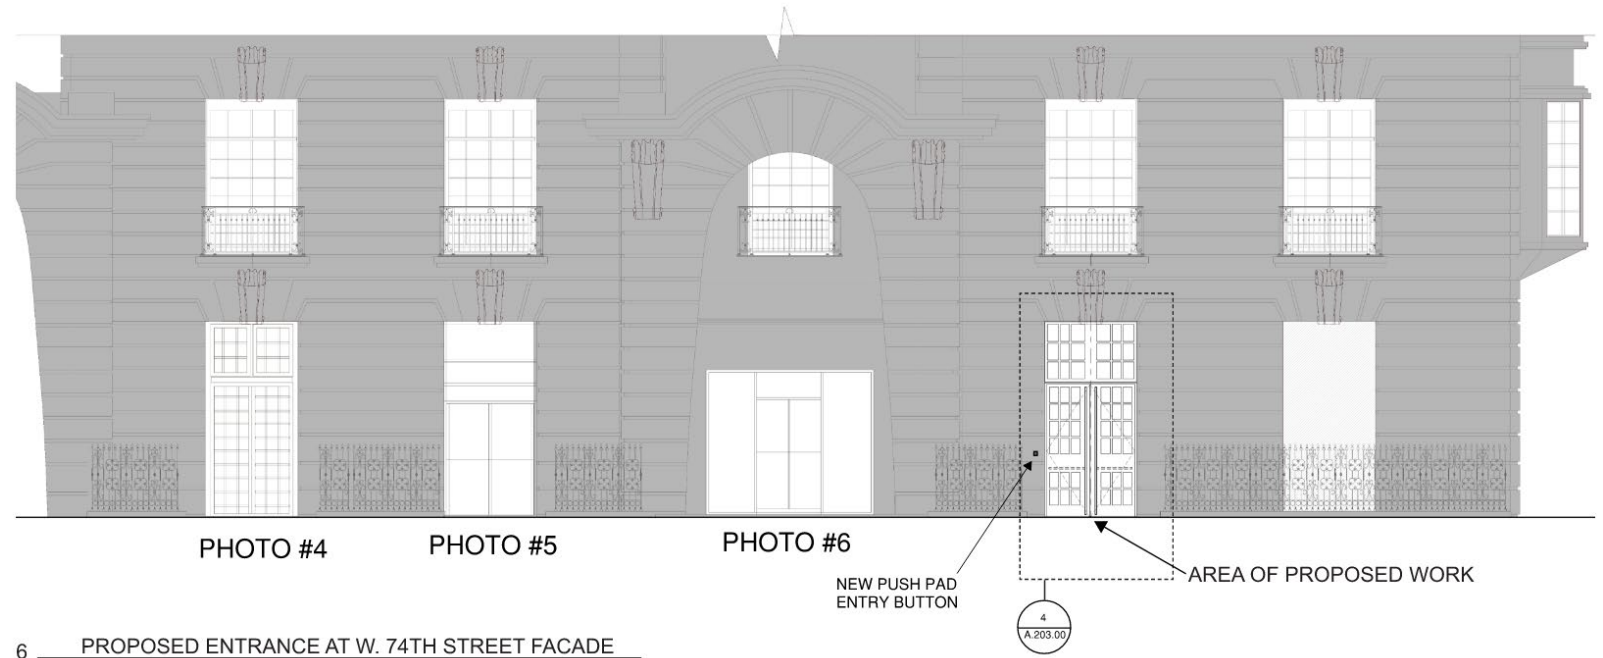 PHOTO #4
PHOTO #5
PHOTO #6
NEW PUSH PAD
ENTRY BUTTON
AREA OF PROPOSED WORK
4
A.203.00
6 PROPOSED ENTRANCE AT W. 74TH STREET FACADE